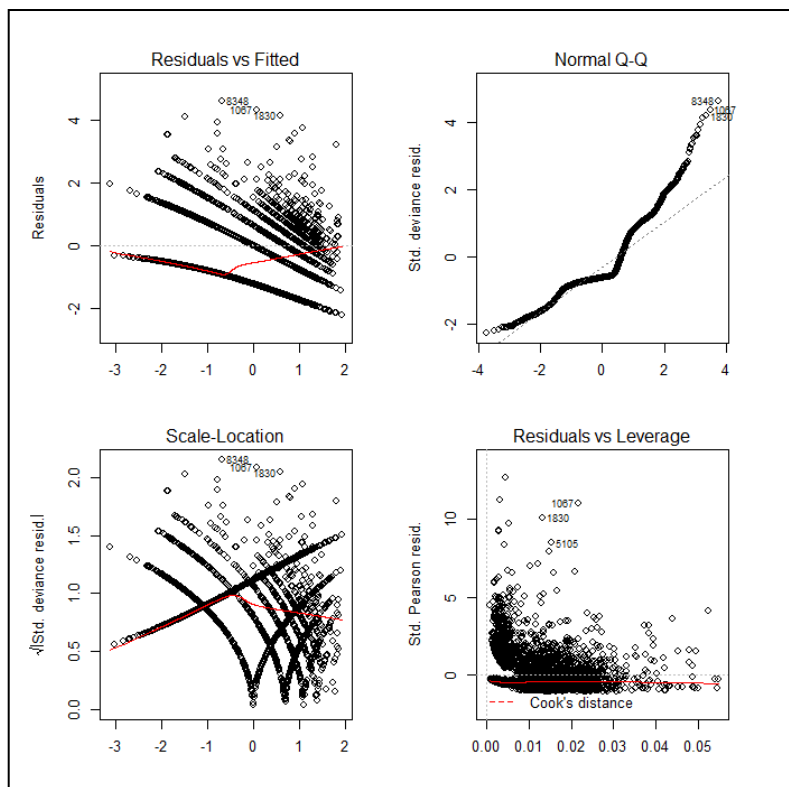 Residuals vs Fitted
Residuals
4
2
0
-2
-3 -2 -1 0 1 2
8348
1067
1830
Normal Q-Q
Std. deviance resid.
4
2
0
-2
-4 -2 0 2 4
8348
1067
1830
Scale-Location
√|Std. deviance resid.|
2.0
1.5
1.0
0.5
0.0
-3 -2 -1 0 1 2
8348
1067
1830
Residuals vs Leverage
Std. Pearson resid.
10
5
0
0.00 0.01 0.02 0.03 0.04 0.05
1067
1830
5105
Cook's distance